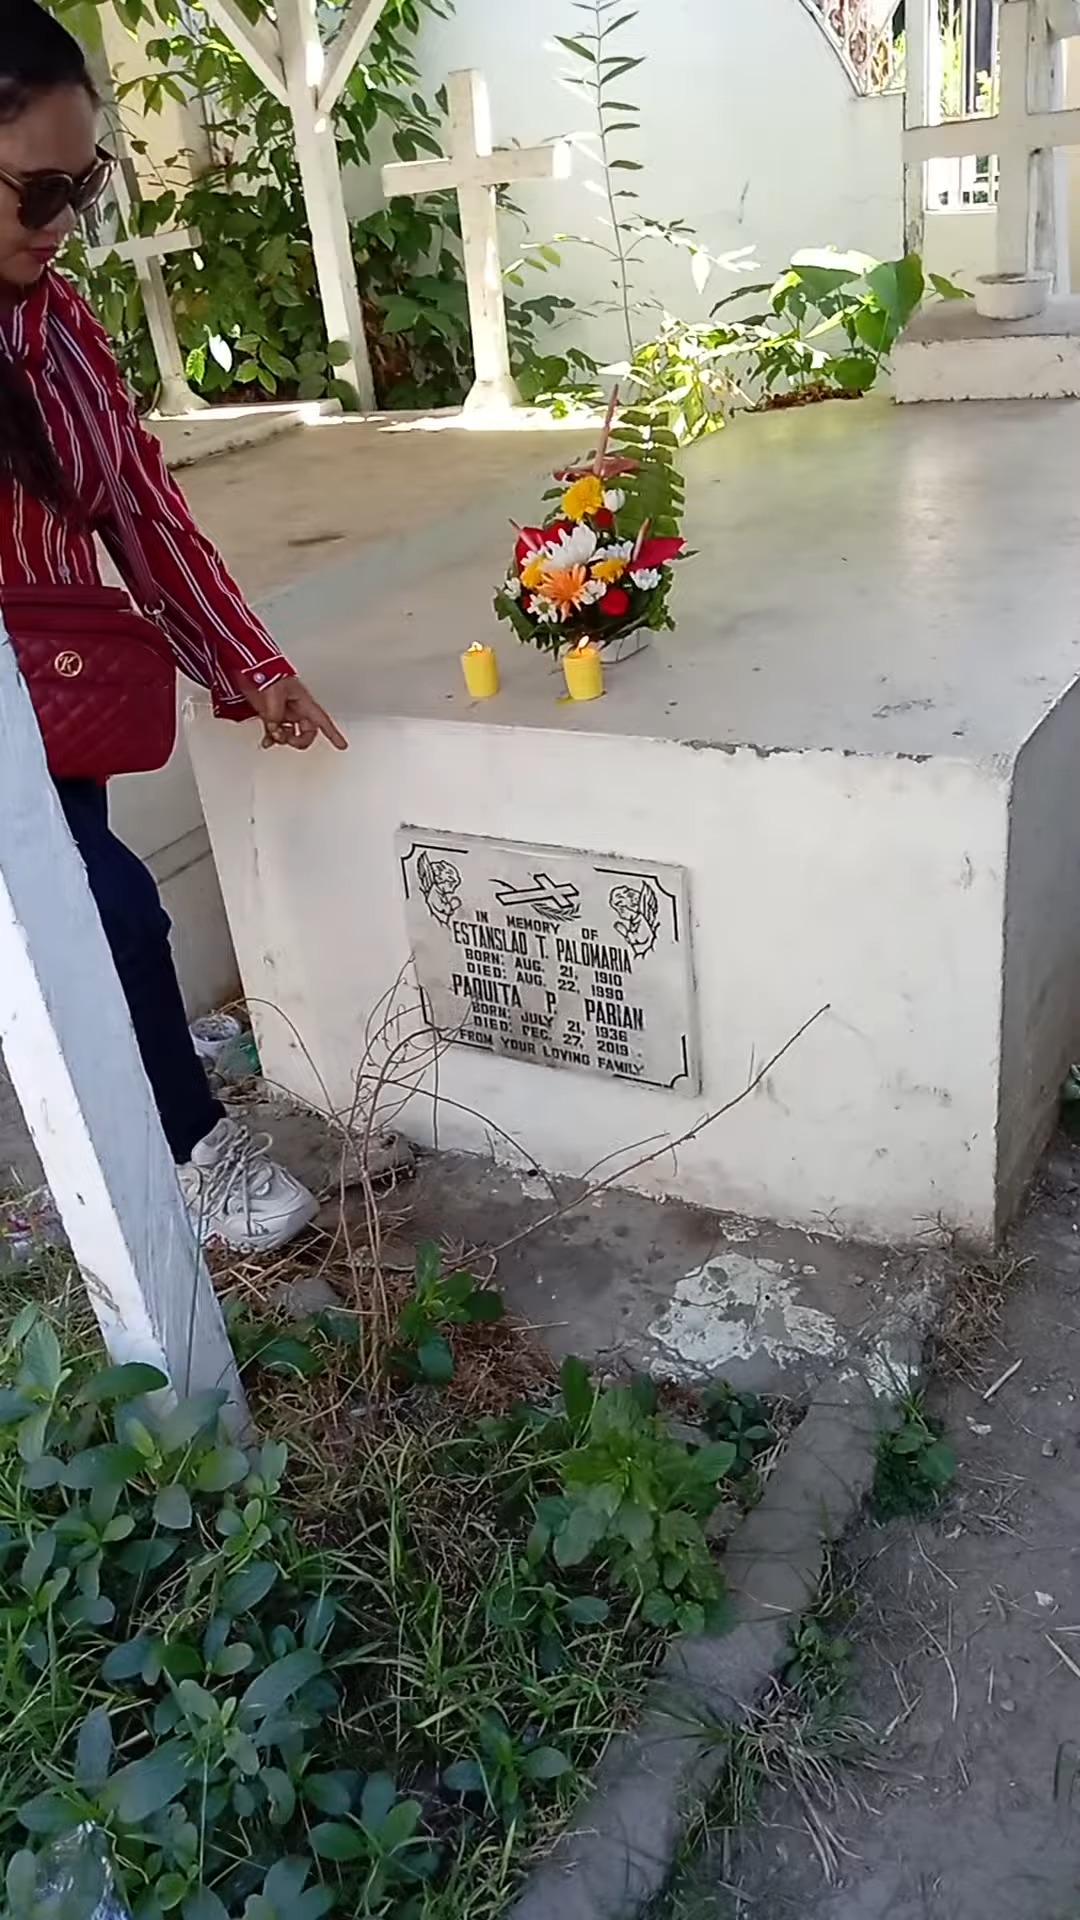 IN MEMORY OF
ESTANSLAO T. PALOMARIA
BORN: AUG. 21, 1910
DIED: AUG. 22, 1990
PAQUITA P. PABIAN
BORN: JULY 21, 1936
DIED: DEC. 27, 2019
FROM YOUR LOVING FAMILY
K